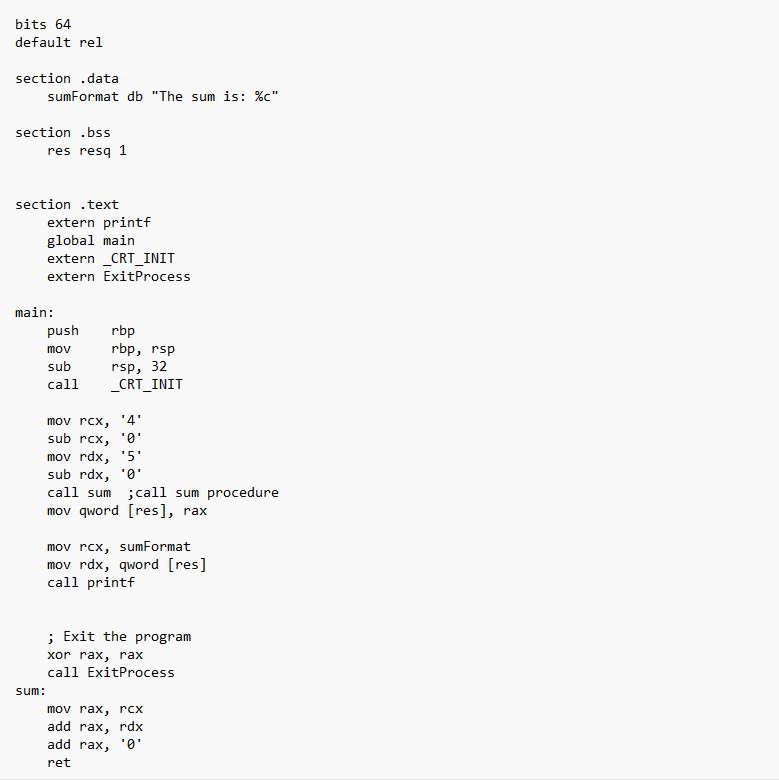 bits 64
default rel
section .data
sumFormat db "The sum is: %c"
section .bss
res resq 1
section .text
extern printf
global main
extern _CRT_INIT
extern ExitProcess
main:
push rbp
mov rbp, rsp
sub rsp, 32
call _CRT_INIT
mov rcx, '4'
sub rcx, '0'
mov rdx, '5'
sub rdx, '0'
call sum ;call sum procedure
mov qword [res], rax
mov rcx, sumFormat
mov rdx, qword [res]
call printf
; Exit the program
xor rax, rax
call ExitProcess
sum:
mov rax, rcx
add rax, rdx
add rax, '0'
ret